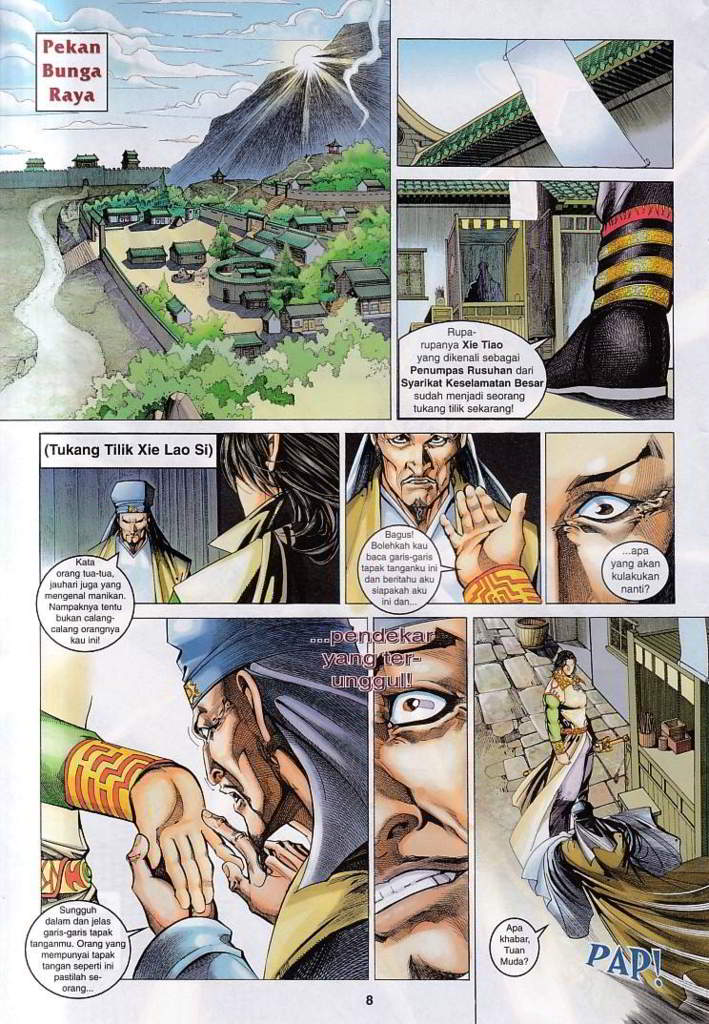 Pekan
Bunga
Raya
Rupa-
rupanya Xie Tiao
yang dikenali sebagai
Penumpas Rusuhan dari
Syarikat Keselamatan Besar
sudah menjadi seorang
tukang tilik sekarang!
(Tukang Tilik Xie Lao Si)
Kata
orang tua-tua,
jauhari juga yang
mengenal manikan.
Nampaknya tentu
bukan calang-
calang orangnya
kau ini!
Bagus!
Bolehkah kau
baca garis-garis
tapak tanganku ini
dan beritahu aku
siapakah aku
ini dan...
...apa
yang akan
kulakukan
nanti?
...pendekar
yang ter-
unggul!
Sungguh
dalam dan jelas
garis-garis tapak
tanganmu. Orang yang
mempunyai tapak
tangan seperti ini
pastilah se-
orang...
Apa
khabar,
Tuan
Muda?
PAP!
8